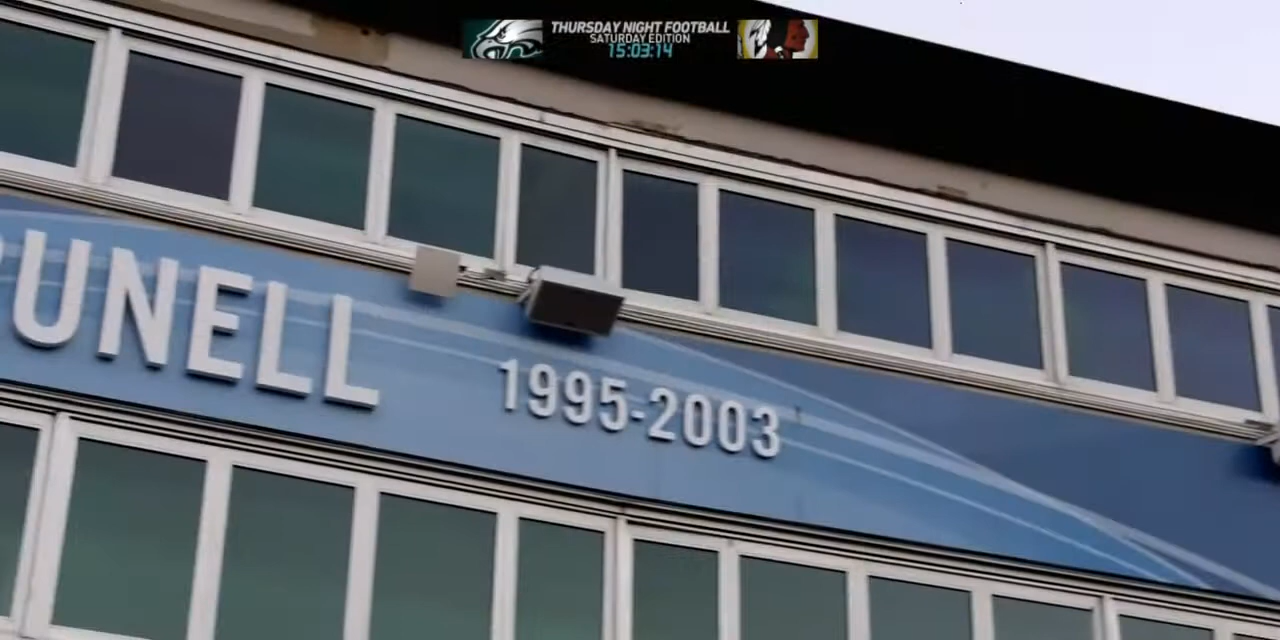 THURSDAY NIGHT FOOTBALL
SATURDAY EDITION
15:03:14
UNELL
1995-2003